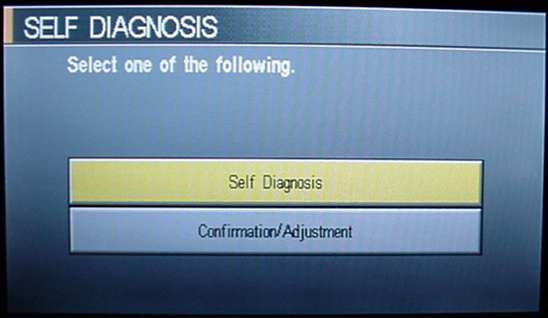 SELF DIAGNOSIS
Select one of the following.
Self Diagnosis
Confirmation/Adjustment